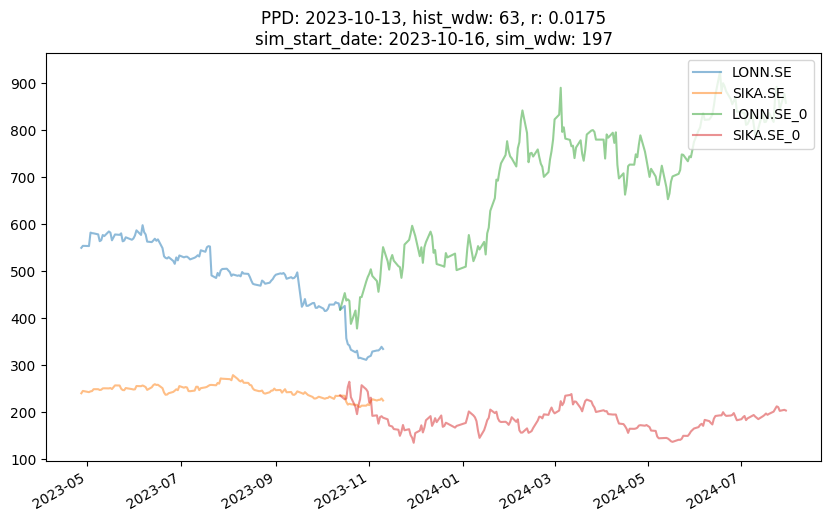 PPD: 2023-10-13, hist_wdw: 63, r: 0.0175
sim_start_date: 2023-10-16, sim_wdw: 197
LONN.SE
SIKA.SE
LONN.SE_0
SIKA.SE_0
900
800
700
600
500
400
300
200
100
2023-05
2023-07
2023-09
2023-11
2024-01
2024-03
2024-05
2024-07